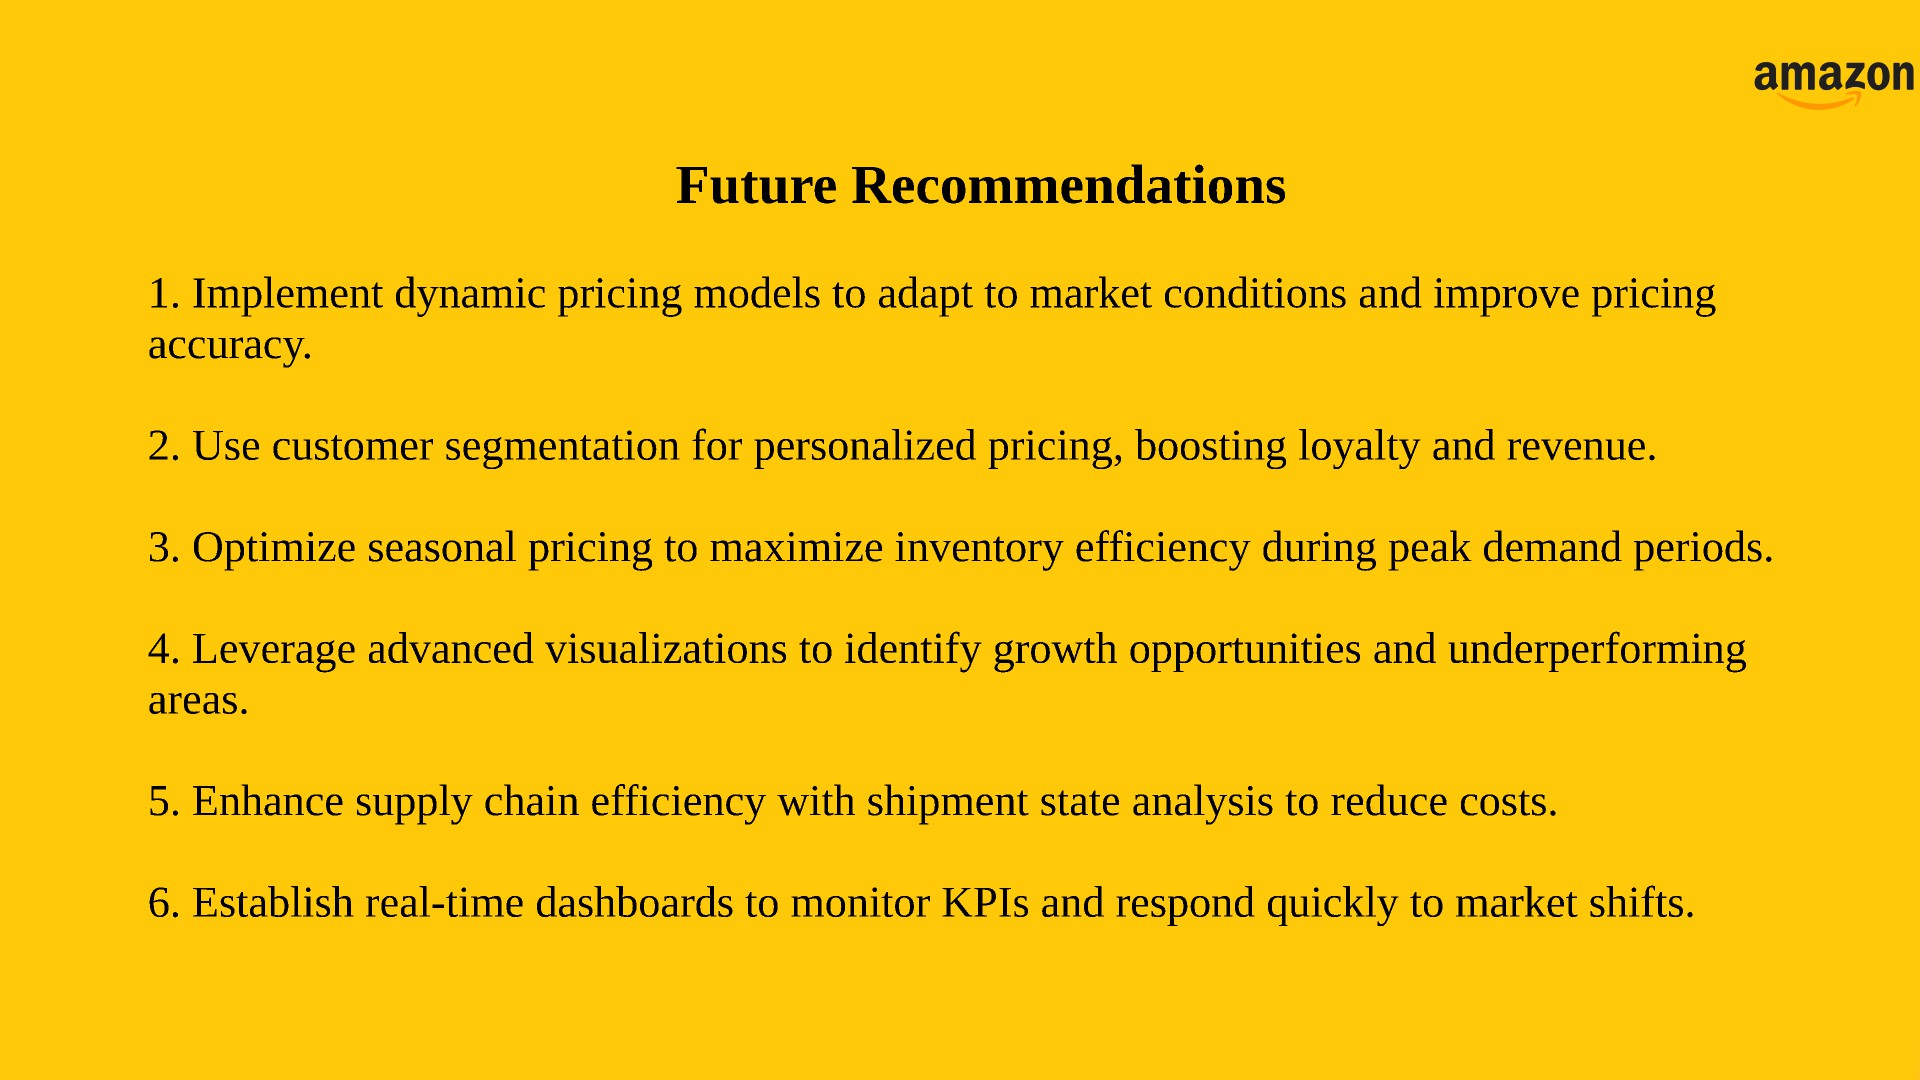 amazon
Future Recommendations
1. Implement dynamic pricing models to adapt to market conditions and improve pricing
accuracy.
2. Use customer segmentation for personalized pricing, boosting loyalty and revenue.
3. Optimize seasonal pricing to maximize inventory efficiency during peak demand periods.
4. Leverage advanced visualizations to identify growth opportunities and underperforming
areas.
5. Enhance supply chain efficiency with shipment state analysis to reduce costs.
6. Establish real-time dashboards to monitor KPIs and respond quickly to market shifts.